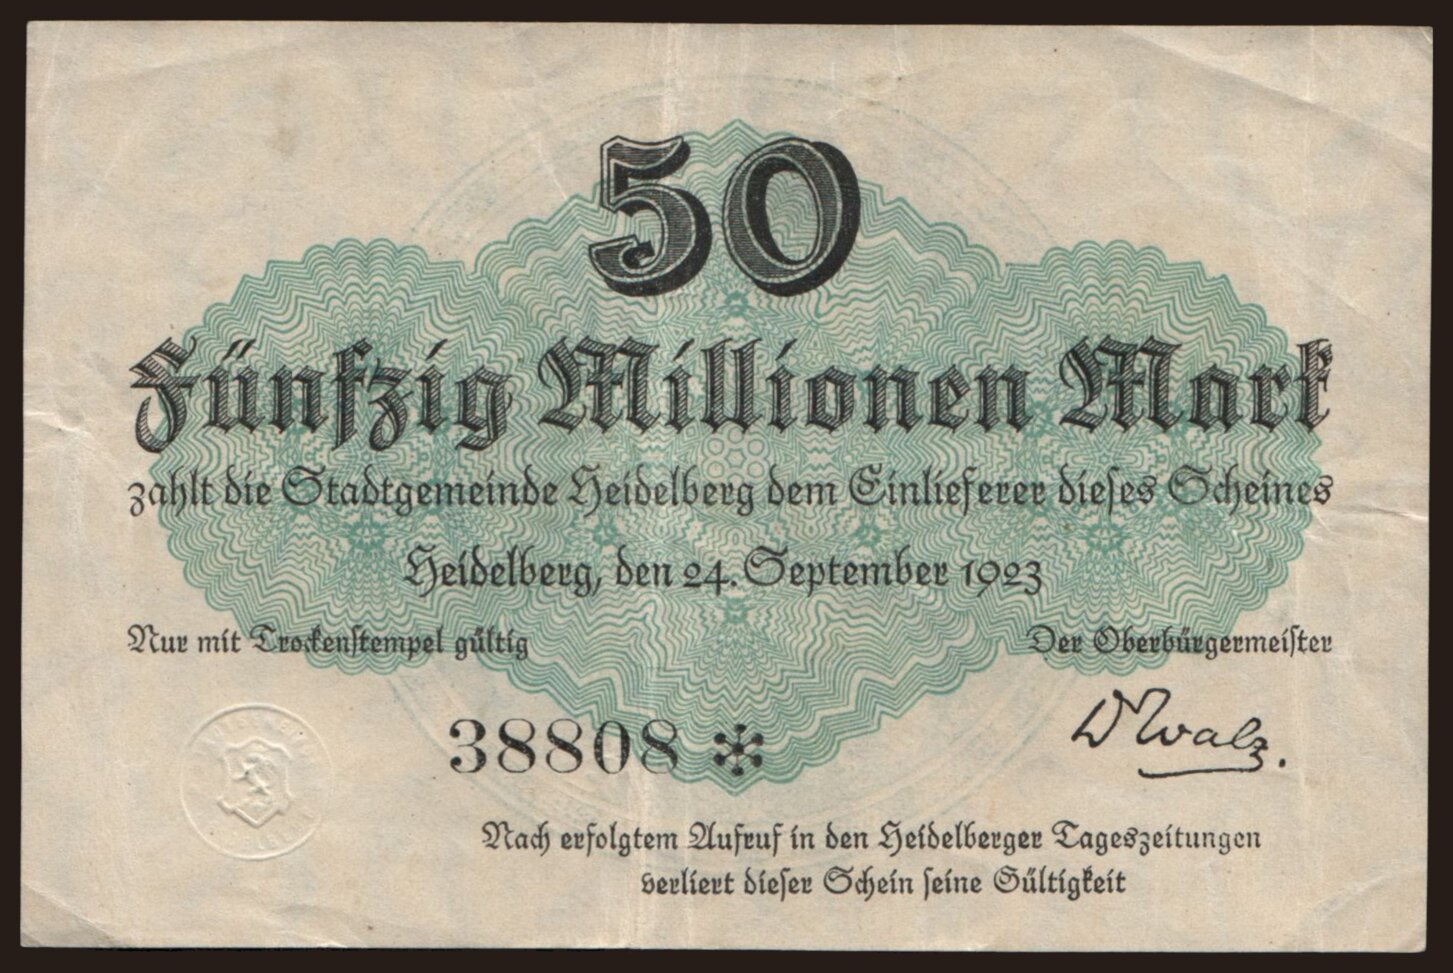 50
Fünfzig Millionen Mark
zahlt die Stadtgemeinde Heidelberg dem Einlieferer dieses Scheines
Heidelberg, den 24. September 1923
Nur mit Trockenstempel gültig
Der Oberbürgermeister
38808 *
Walz.
Nach erfolgtem Aufruf in den Heidelberger Tageszeitungen
verliert dieser Schein seine Gültigkeit